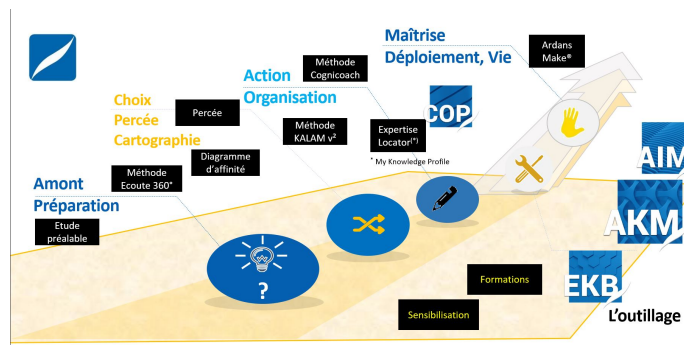 Maîtrise
Déploiement, Vie
Ardans
Make®
Action
Organisation
Méthode
Cognicoach
Choix
Percée
Cartographie
Percée
COP
Méthode
KALAM v²
Expertise
Locator(*)
* My Knowledge Profile
Diagramme
d'affinité
Méthode
Ecoute 360°
Amont
Préparation
Etude
préalable
?
AIM
AKM
EKB
Formations
Sensibilisation
L'outillage